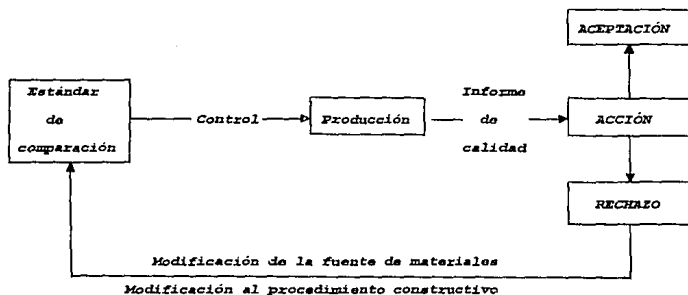 ACEPTACIÓN
Estándar
de
comparación
Control
Producción
Informe
de
calidad
ACCIÓN
RECHAZO
Modificación de la fuente de materiales
Modificación al procedimiento constructivo